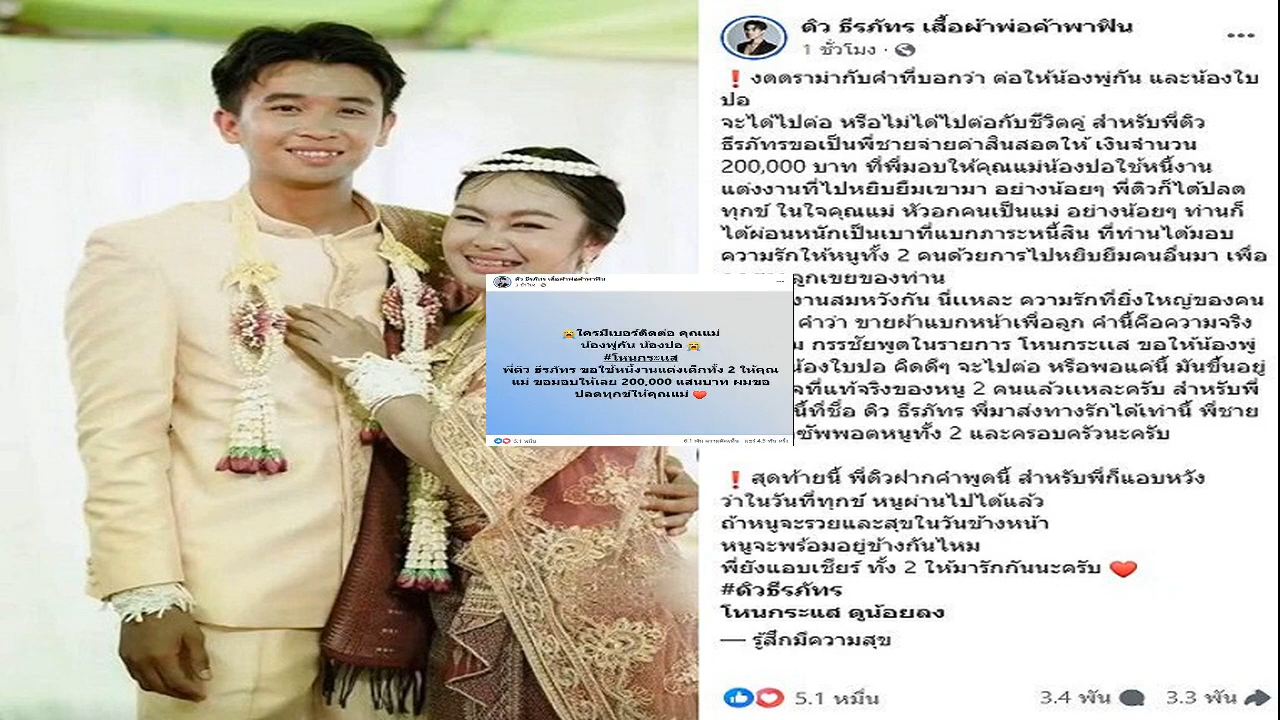 ดิว ธีรภัทร เสื้อผ้าพ่อค้าพาฟิน
1 ชั่วโมง ·
❗งดดราม่ากับคำที่บอกว่า ต่อให้น้องพู่กัน และน้องใบ
ปอ
จะได้ไปต่อ หรือไม่ได้ไปต่อกับชีวิตคู่ สำหรับพี่ดิว
ธีรภัทรขอเป็นพี่ชายจ่ายค่าสินสอดให้ เงินจำนวน
200,000 บาท ที่พี่มอบให้คุณแม่น้องปอใช้หนี้งาน
แต่งงานที่ไปหยิบยืมเขามา อย่างน้อยๆ พี่ดิวก็ได้ปลด
ทุกข์ ในใจคุณแม่ หัวอกคนเป็นแม่ อย่างน้อยๆ ท่านก็
ได้ผ่อนหนักเป็นเบาที่แบกภาระหนี้สิน ที่ท่านได้มอบ
ความรักให้หนูทั้ง 2 คนด้วยการไปหยิบยืมคนอื่นมา เพื่อ
ลูกเขยของท่าน
งานสมหวังกัน นี่แหละ ความรักที่ยิ่งใหญ่ของคน
คำว่า ขายผ้าแบกหน้าเพื่อลูก คำนี้คือความจริง
กรรชัยพูดในรายการ โหนกระแส ขอให้น้องพู่
น้องใบปอ คิดดีๆ จะไปต่อ หรือพอแค่นี้ มันขึ้นอยู่
จที่แท้จริงของหนู 2 คนแล้วแหละครับ สำหรับพี่
นี้ที่ชื่อ ดิว ธีรภัทร พี่มาส่งทางรักได้เท่านี้ พี่ชาย
ซัพพอตหนูทั้ง 2 และครอบครัวนะครับ
❗สุดท้ายนี้ พี่ดิวฝากคำพูดนี้ สำหรับพี่ก็แอบหวัง
ว่าในวันที่ทุกข์ หนูผ่านไปได้แล้ว
ถ้าหนูจะรวยและสุขในวันข้างหน้า
หนูจะพร้อมอยู่ข้างกันไหม
พี่ยังแอบเชียร์ ทั้ง 2 ให้มารักกันนะครับ ❤️
#ดิวธีรภัทร
โหนกระแส ดูน้อยลง
— รู้สึกมีความสุข
5.1 หมื่น 3.4 พัน 3.3 พัน
ดิว ธีรภัทร เสื้อผ้าพ่อค้าพาฟิน
😭ใครมีเบอร์ติดต่อ คุณแม่
น้องพู่กัน น้องปอ 😭
#โหนกระแส
พี่ดิว ธีรภัทร ขอใช้หนี้งานแต่งเด็กทั้ง 2 ให้คุณ
แม่ ขอมอบให้เลย 200,000 แสนบาท ผมขอ
ปลดทุกข์ให้คุณแม่ ❤️
5.1 หมื่น